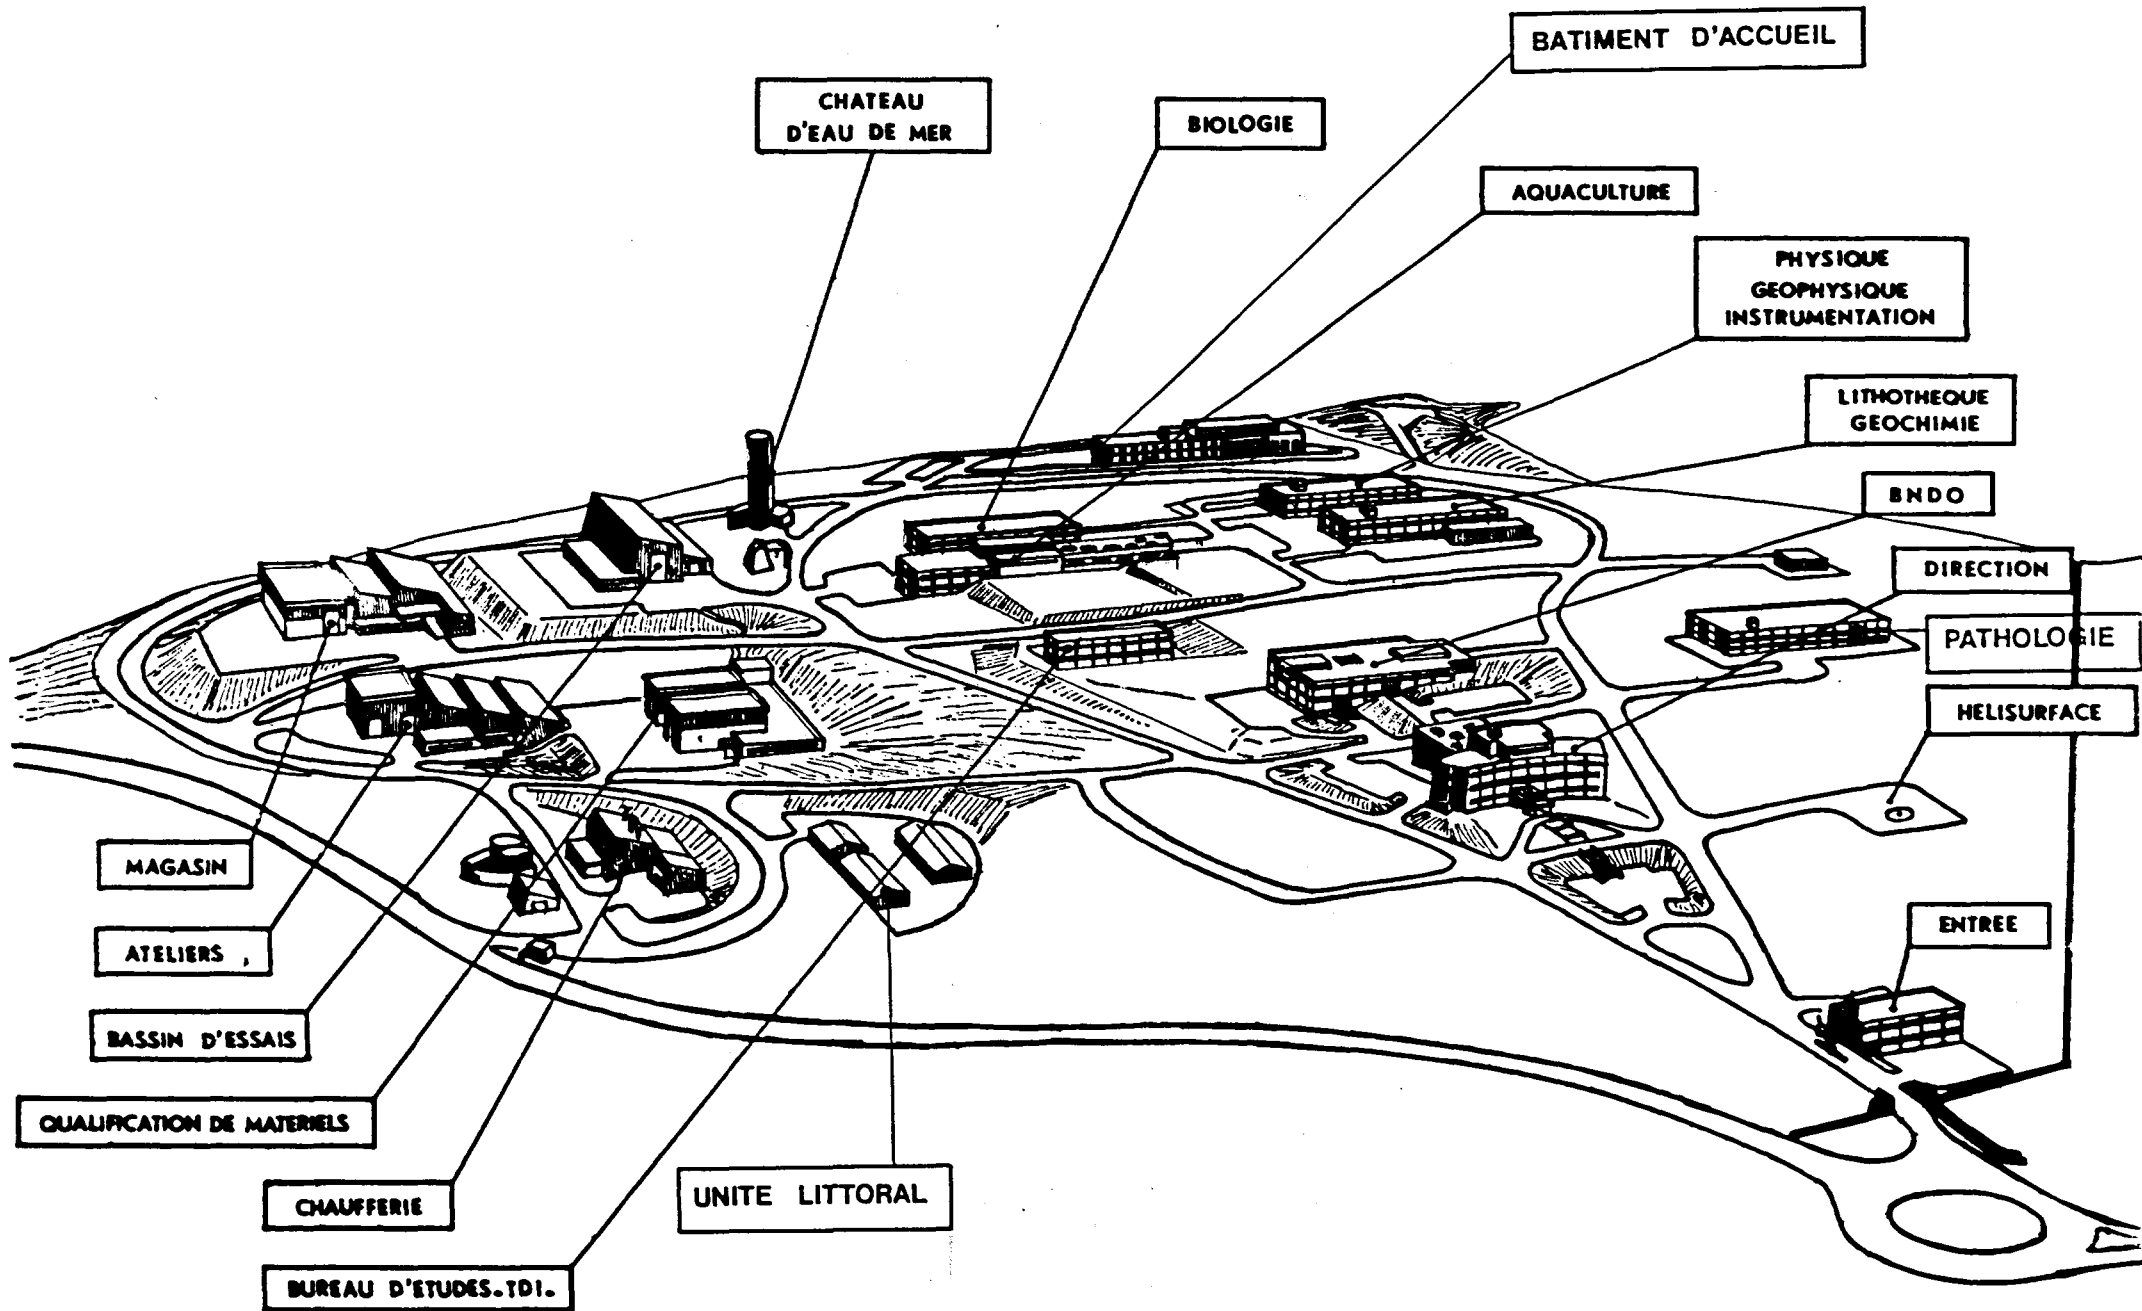 BATIMENT D'ACCUEIL
CHATEAU
D'EAU DE MER
BIOLOGIE
AQUACULTURE
PHYSIQUE
GEOPHYSIQUE
INSTRUMENTATION
LITHOTHEQUE
GEOCHIMIE
BNDO
DIRECTION
PATHOLOGIE
HELISURFACE
MAGASIN
ENTREE
ATELIERS ,
BASSIN D'ESSAIS
QUALIFICATION DE MATERIELS
UNITE LITTORAL
CHAUFFERIE
BUREAU D'ETUDES.TDI.